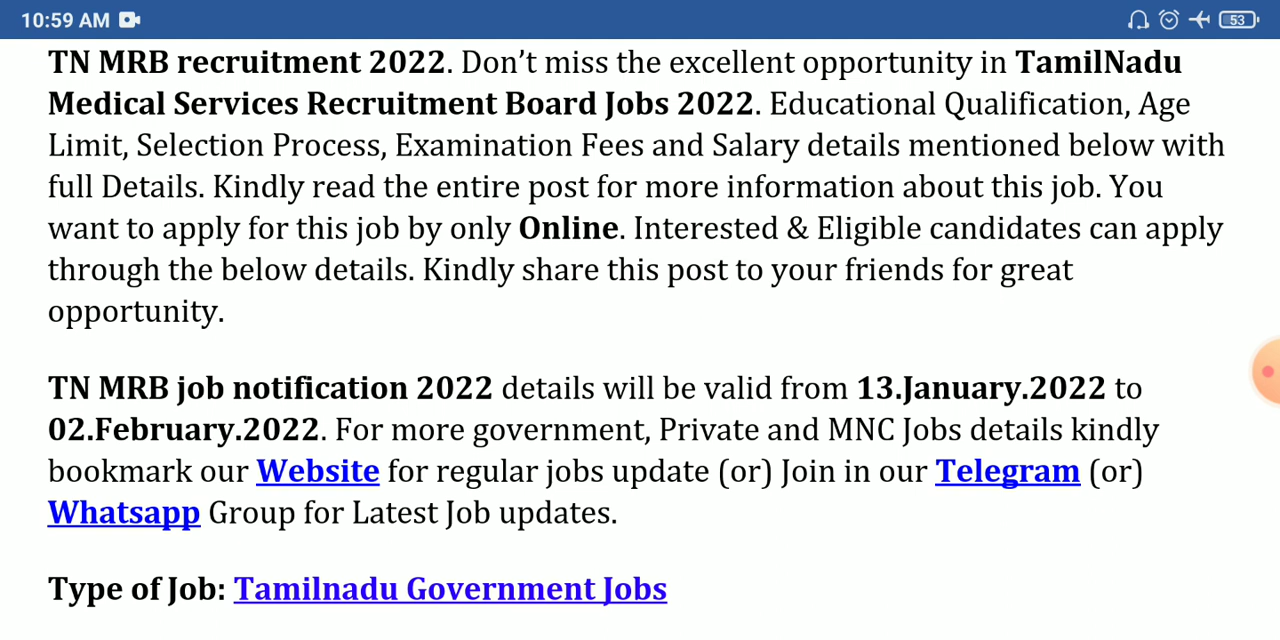 10:59 AM
53
TN MRB recruitment 2022. Don’t miss the excellent opportunity in TamilNadu
Medical Services Recruitment Board Jobs 2022. Educational Qualification, Age
Limit, Selection Process, Examination Fees and Salary details mentioned below with
full Details. Kindly read the entire post for more information about this job. You
want to apply for this job by only Online. Interested & Eligible candidates can apply
through the below details. Kindly share this post to your friends for great
opportunity.
TN MRB job notification 2022 details will be valid from 13.January.2022 to
02.February.2022. For more government, Private and MNC Jobs details kindly
bookmark our Website for regular jobs update (or) Join in our Telegram (or)
Whatsapp Group for Latest Job updates.
Type of Job: Tamilnadu Government Jobs